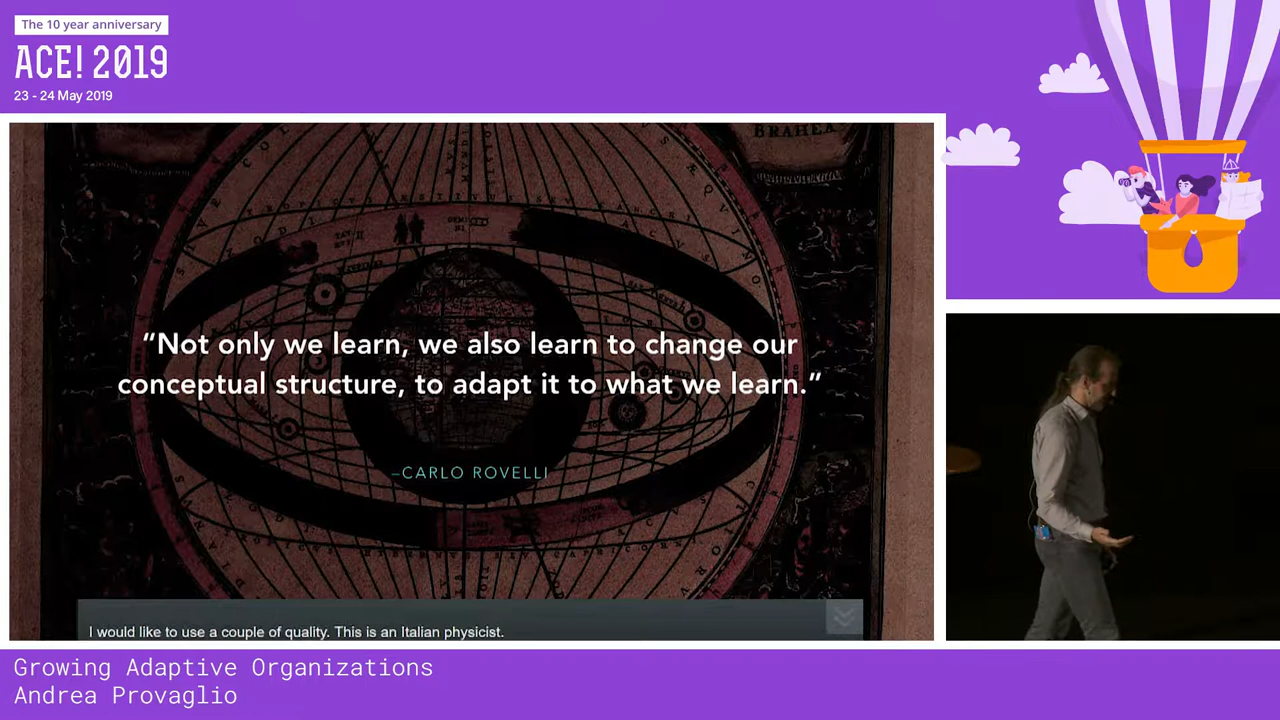 The 10 year anniversary
ACE! 2019
23 - 24 May 2019
BRAHEA
“Not only we learn, we also learn to change our
conceptual structure, to adapt it to what we learn.”
–CARLO ROVELLI
I would like to use a couple of quality. This is an Italian physicist.
Growing Adaptive Organizations
Andrea Provaglio